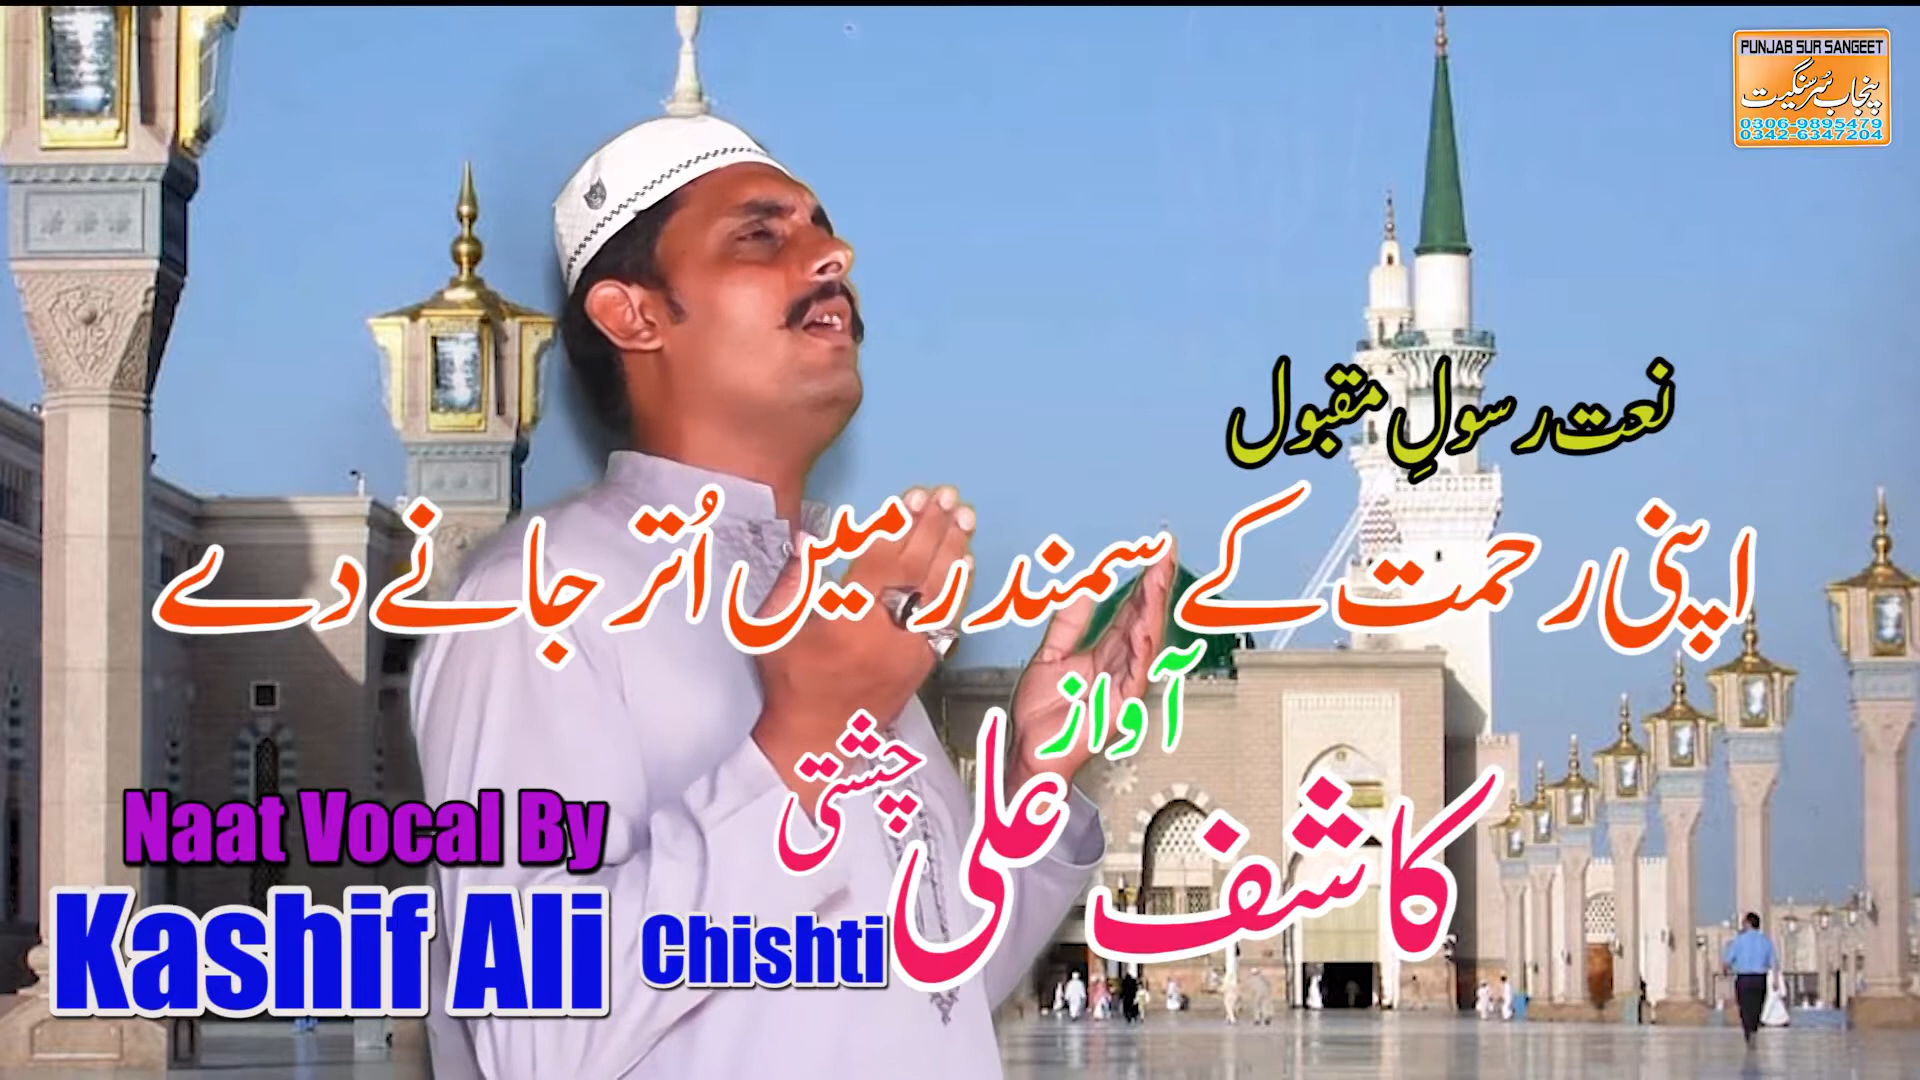 PUNJAB SUR SANGEET
پنجاب سُر سنگیت
0306-9895479
0342-6347204
نعت رسولِ مقبول
اپنی رحمت کے سمندر میں اُتر جانے دے
آواز
کاشف علی چشتی
Naat Vocal By
Kashif Ali Chishti